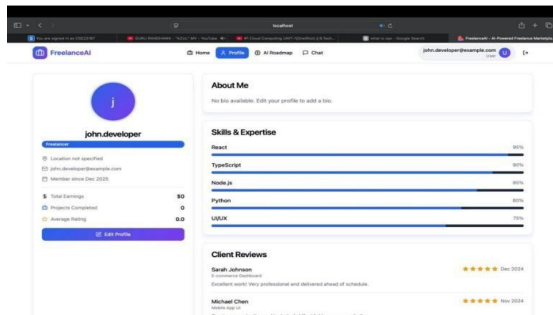 localhost
FreelanceAI
Home
Profile
AI Roadmap
Chat
john.developer@example.com
User
U
j
john.developer
Freelancer
Location not specified
john.developer@example.com
Member since Dec 2025
Total Earnings $0
Projects Completed 0
Average Rating 0.0
Edit Profile
About Me
No bio available. Edit your profile to add a bio.
Skills & Expertise
React
TypeScript 90%
Node.js
Python
UI/UX 75%
Client Reviews
Sarah Johnson Dec 2024
E-commerce Dashboard
Excellent work! Very professional and delivered ahead of schedule.
Michael Chen Nov 2024
Mobile App UI